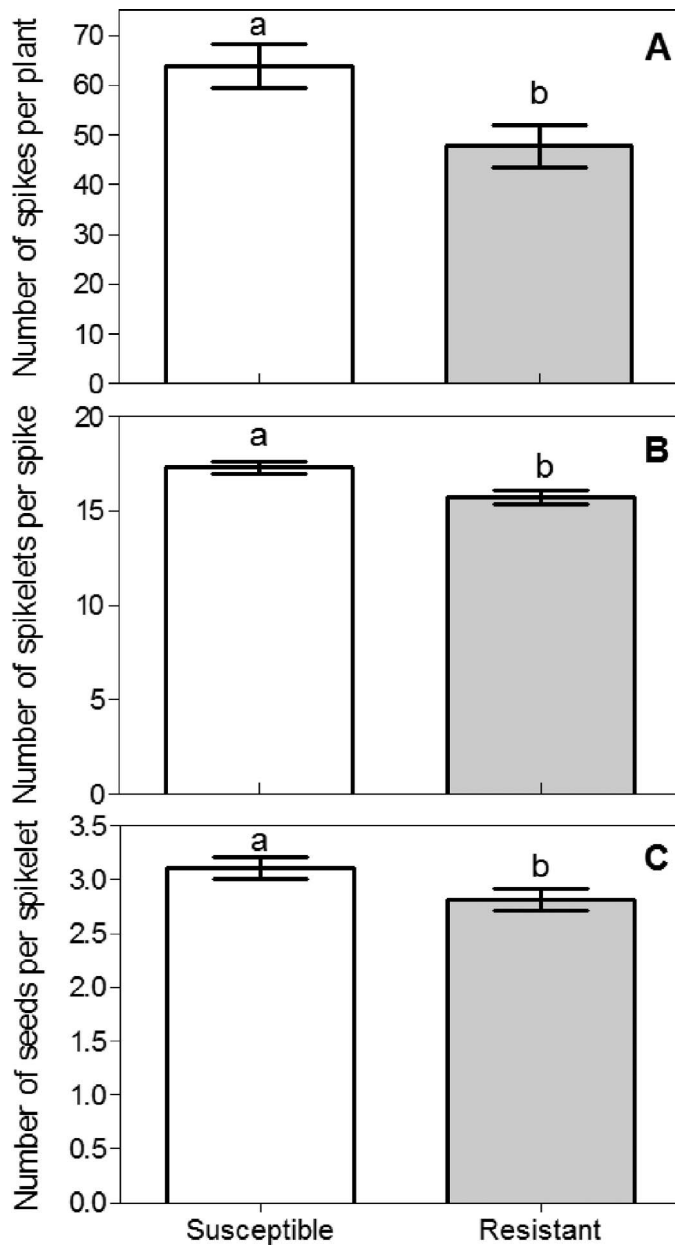 Number of spikes per plant
70
60
50
40
30
20
10
0
a
b
A
Number of spikelets per spike
20
15
10
5
0
a
b
B
Number of seeds per spikelet
3.5
3.0
2.5
2.0
1.5
1.0
0.5
0.0
a
b
C
Susceptible Resistant